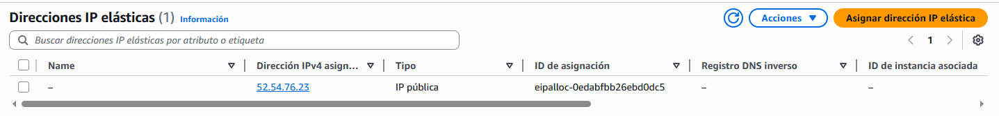 Direcciones IP elásticas (1) Información Acciones Asignar dirección IP elástica
Buscar direcciones IP elásticas por atributo o etiqueta 1
Name Dirección IPv4 asign... Tipo ID de asignación Registro DNS inverso ID de instancia asociada
– 52.54.76.23 IP pública eipalloc-0edabfbb26ebd0dc5 – –